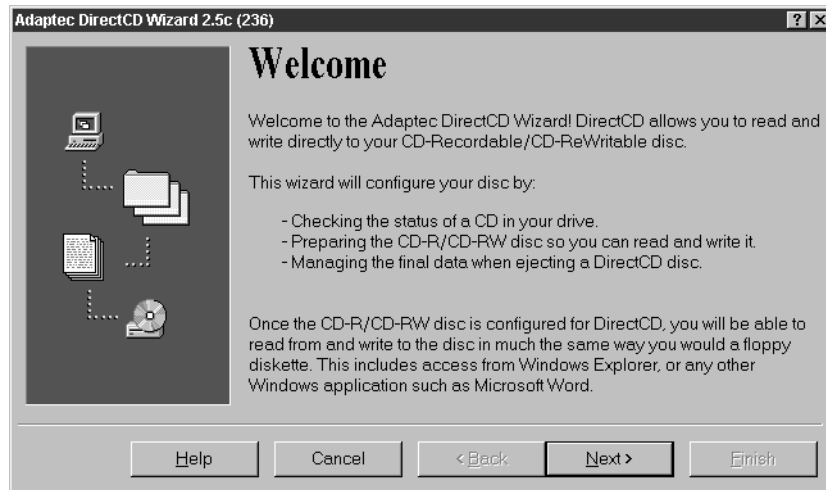 Adaptec DirectCD Wizard 2.5c (236)
Welcome
Welcome to the Adaptec DirectCD Wizard! DirectCD allows you to read and
write directly to your CD-Recordable/CD-ReWritable disc.
This wizard will configure your disc by:
- Checking the status of a CD in your drive.
- Preparing the CD-R/CD-RW disc so you can read and write it.
- Managing the final data when ejecting a DirectCD disc.
Once the CD-R/CD-RW disc is configured for DirectCD, you will be able to
read from and write to the disc in much the same way you would a floppy
diskette. This includes access from Windows Explorer, or any other
Windows application such as Microsoft Word.
Help Cancel < Back Next > Finish